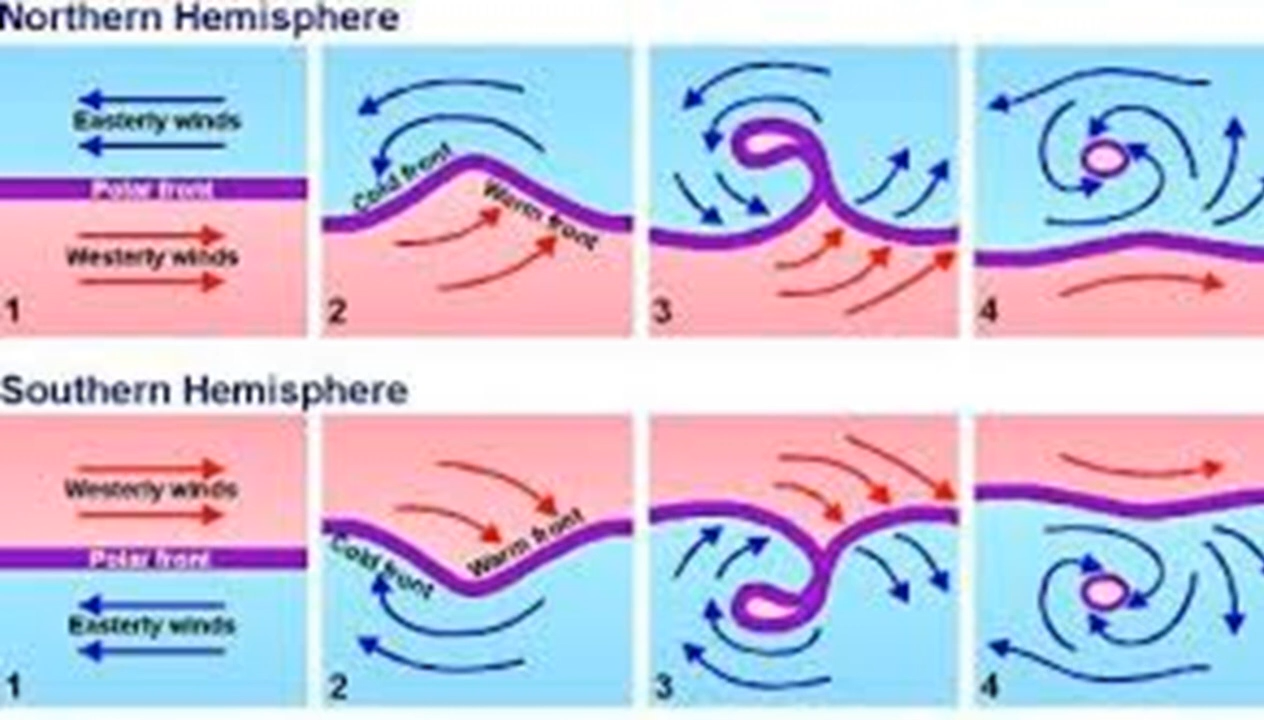 Northern Hemisphere
Easterly winds
Polar front
Westerly winds
1
Cold front
Warm front
2
3
4
Southern Hemisphere
Westerly winds
Polar front
Easterly winds
1
Cold front
Warm front
2
3
4